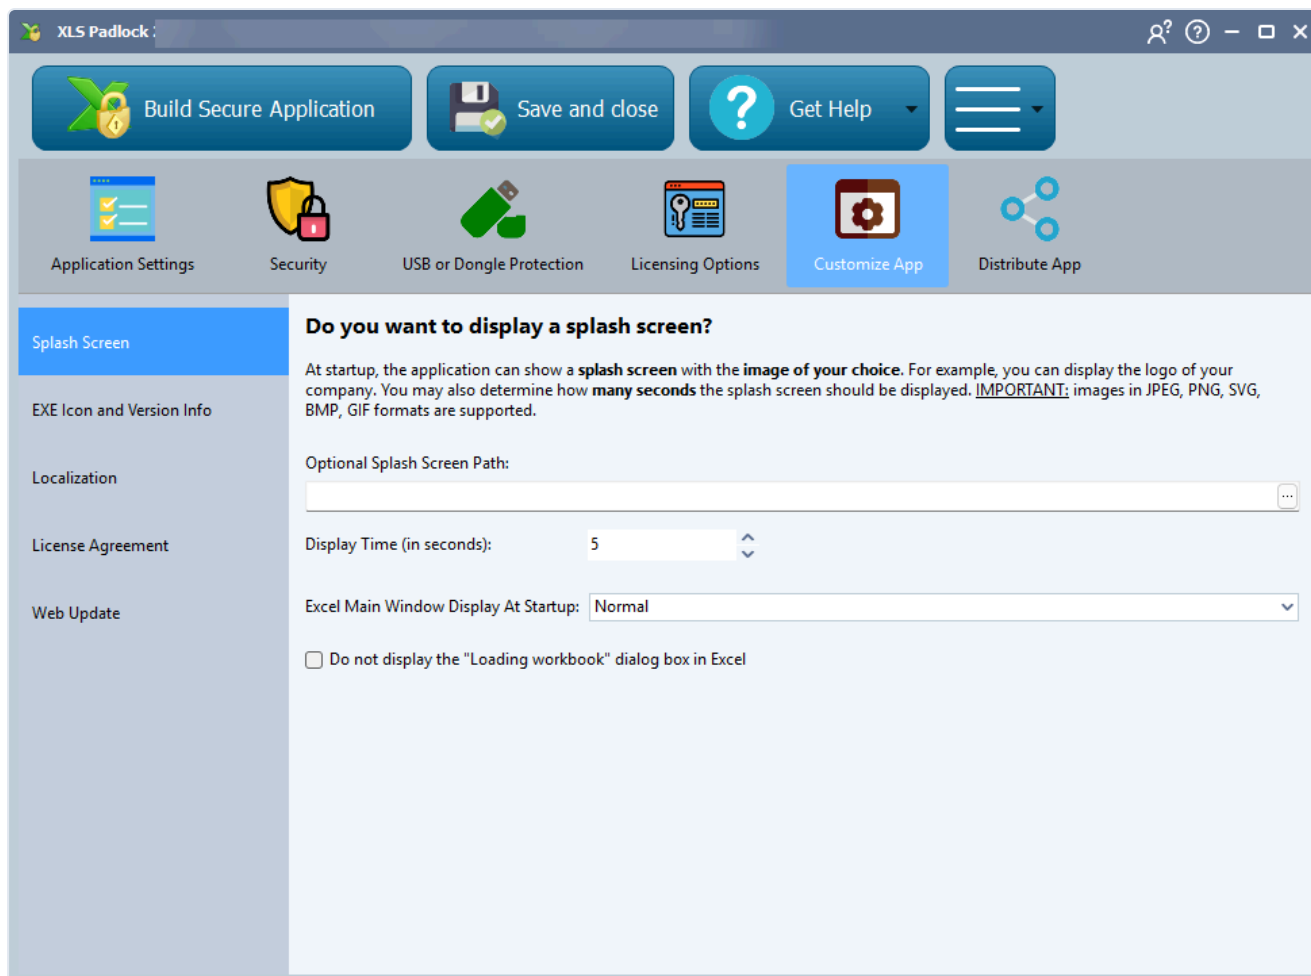 XLS Padlock
Build Secure Application
Save and close
Get Help
Application Settings
Security
USB or Dongle Protection
Licensing Options
Customize App
Distribute App
Splash Screen
EXE Icon and Version Info
Localization
License Agreement
Web Update
Do you want to display a splash screen?
At startup, the application can show a splash screen with the image of your choice. For example, you can display the logo of your
company. You may also determine how many seconds the splash screen should be displayed. IMPORTANT: images in JPEG, PNG, SVG,
BMP, GIF formats are supported.
Optional Splash Screen Path:
...
Display Time (in seconds): 5
Excel Main Window Display At Startup: Normal
Do not display the "Loading workbook" dialog box in Excel